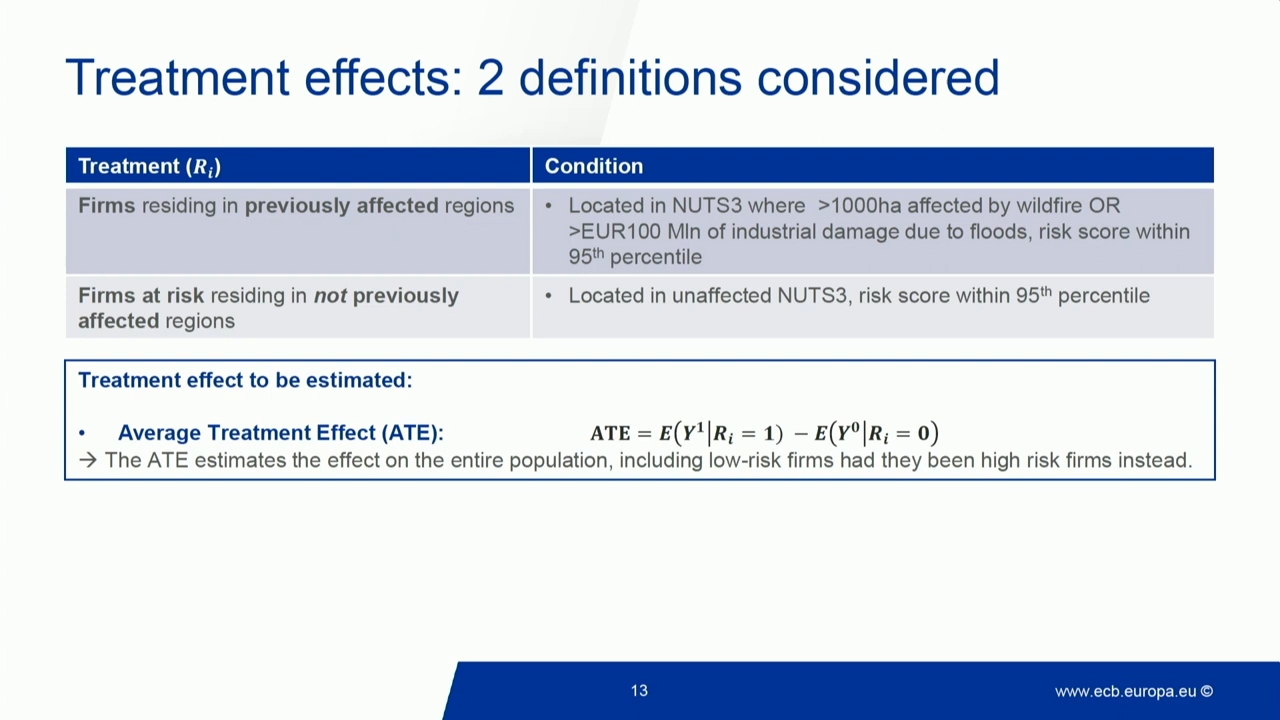 Treatment effects: 2 definitions considered
Treatment (𝑹ᵢ)
Condition
Firms residing in previously affected regions
• Located in NUTS3 where >1000ha affected by wildfire OR
>EUR100 Mln of industrial damage due to floods, risk score within
95th percentile
Firms at risk residing in not previously
affected regions
• Located in unaffected NUTS3, risk score within 95th percentile
Treatment effect to be estimated:
• Average Treatment Effect (ATE): ATE = E(Y¹|Rᵢ = 1) − E(Y⁰|Rᵢ = 0)
→ The ATE estimates the effect on the entire population, including low-risk firms had they been high risk firms instead.
13
www.ecb.europa.eu ©